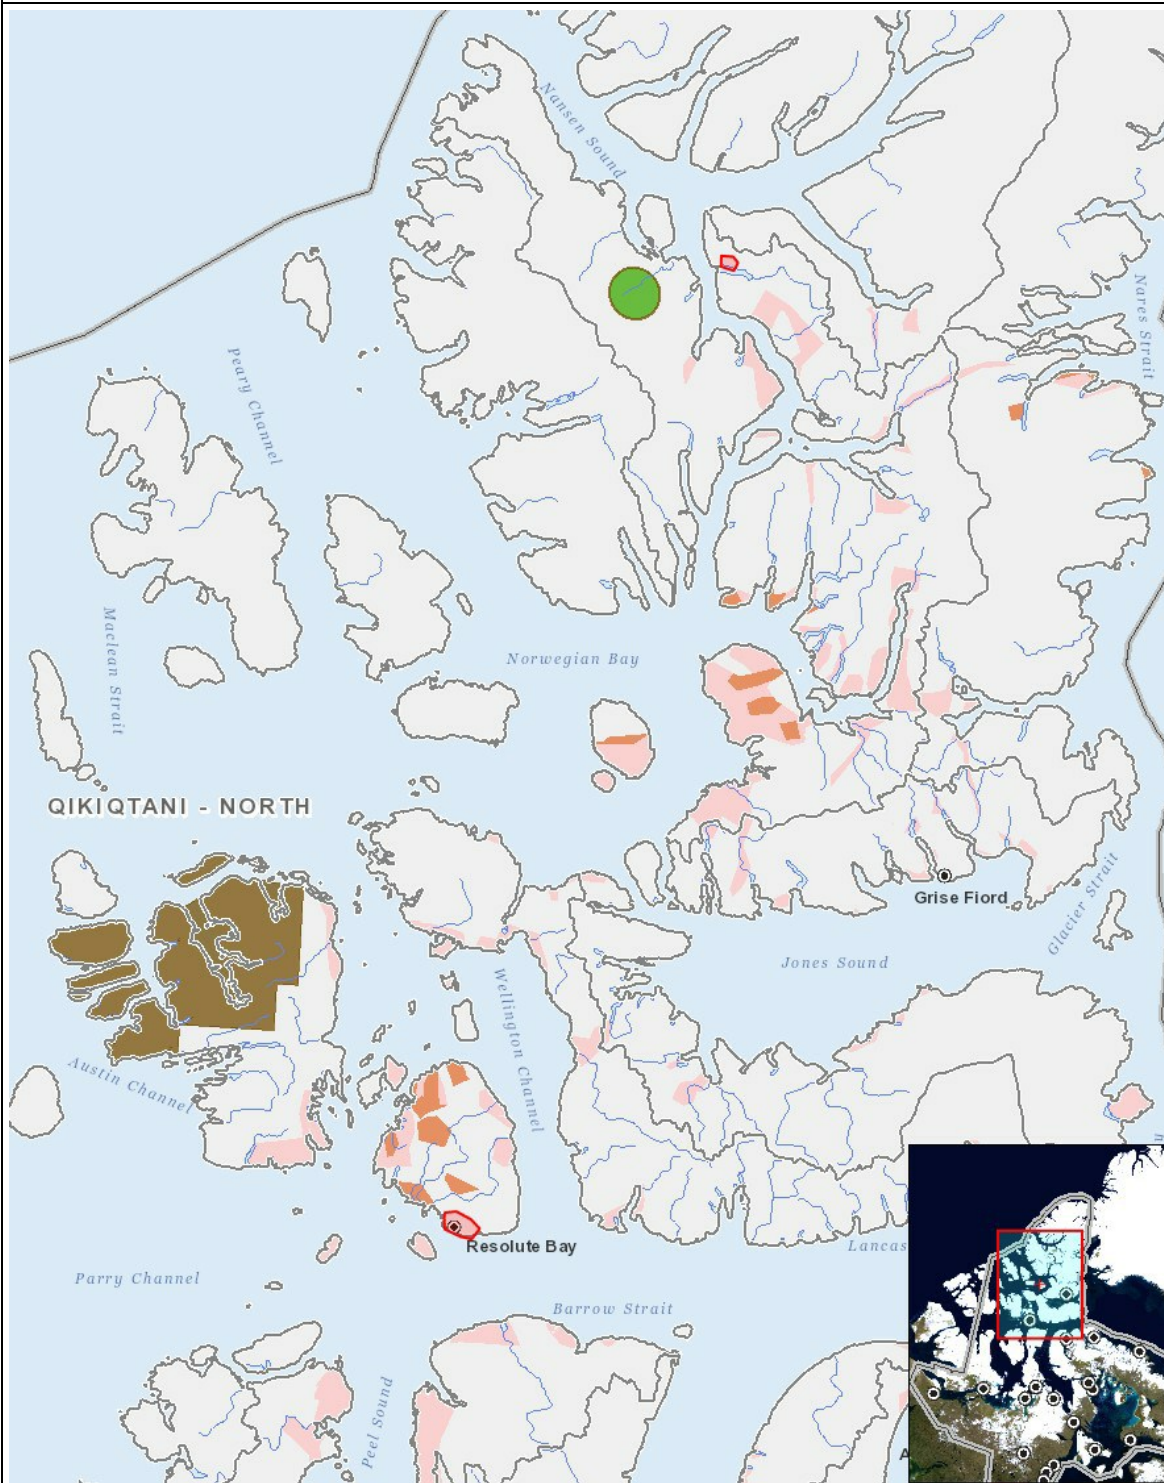 Nansen Sound
Nares Strait
Peary Channel
Maclean Strait
Norwegian Bay
QIKIQTANI - NORTH
Grise Fiord
Glacier Strait
Jones Sound
Wellington Channel
Austin Channel
Resolute Bay
Lancas
Parry Channel
Barrow Strait
Peel Sound
A